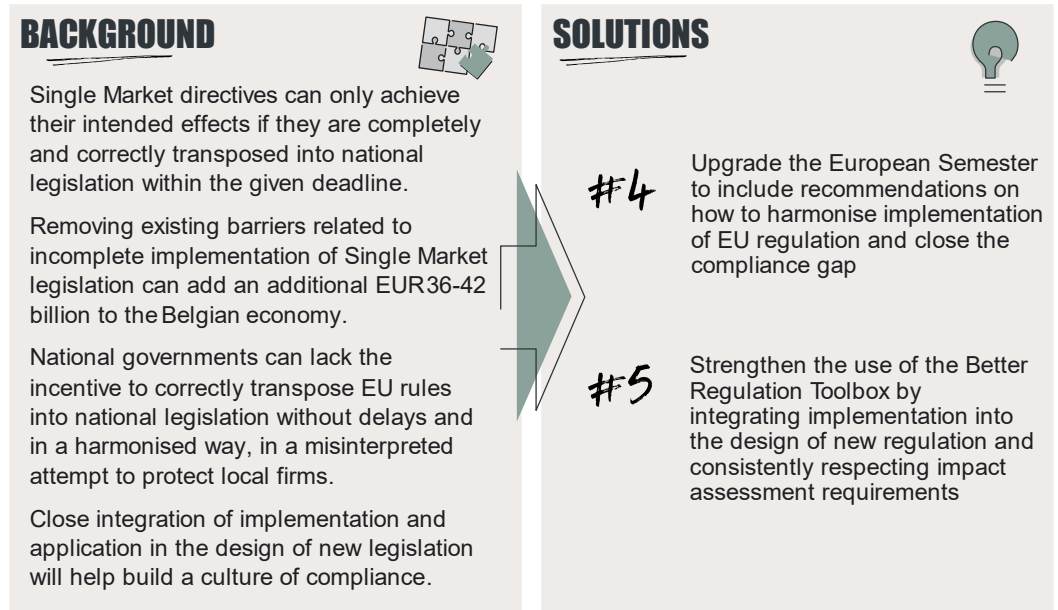 BACKGROUND
Single Market directives can only achieve
their intended effects if they are completely
and correctly transposed into national
legislation within the given deadline.
Removing existing barriers related to
incomplete implementation of Single Market
legislation can add an additional EUR 36-42
billion to the Belgian economy.
National governments can lack the
incentive to correctly transpose EU rules
into national legislation without delays and
in a harmonised way, in a misinterpreted
attempt to protect local firms.
Close integration of implementation and
application in the design of new legislation
will help build a culture of compliance.
SOLUTIONS
#4
Upgrade the European Semester
to include recommendations on
how to harmonise implementation
of EU regulation and close the
compliance gap
#5
Strengthen the use of the Better
Regulation Toolbox by
integrating implementation into
the design of new regulation and
consistently respecting impact
assessment requirements